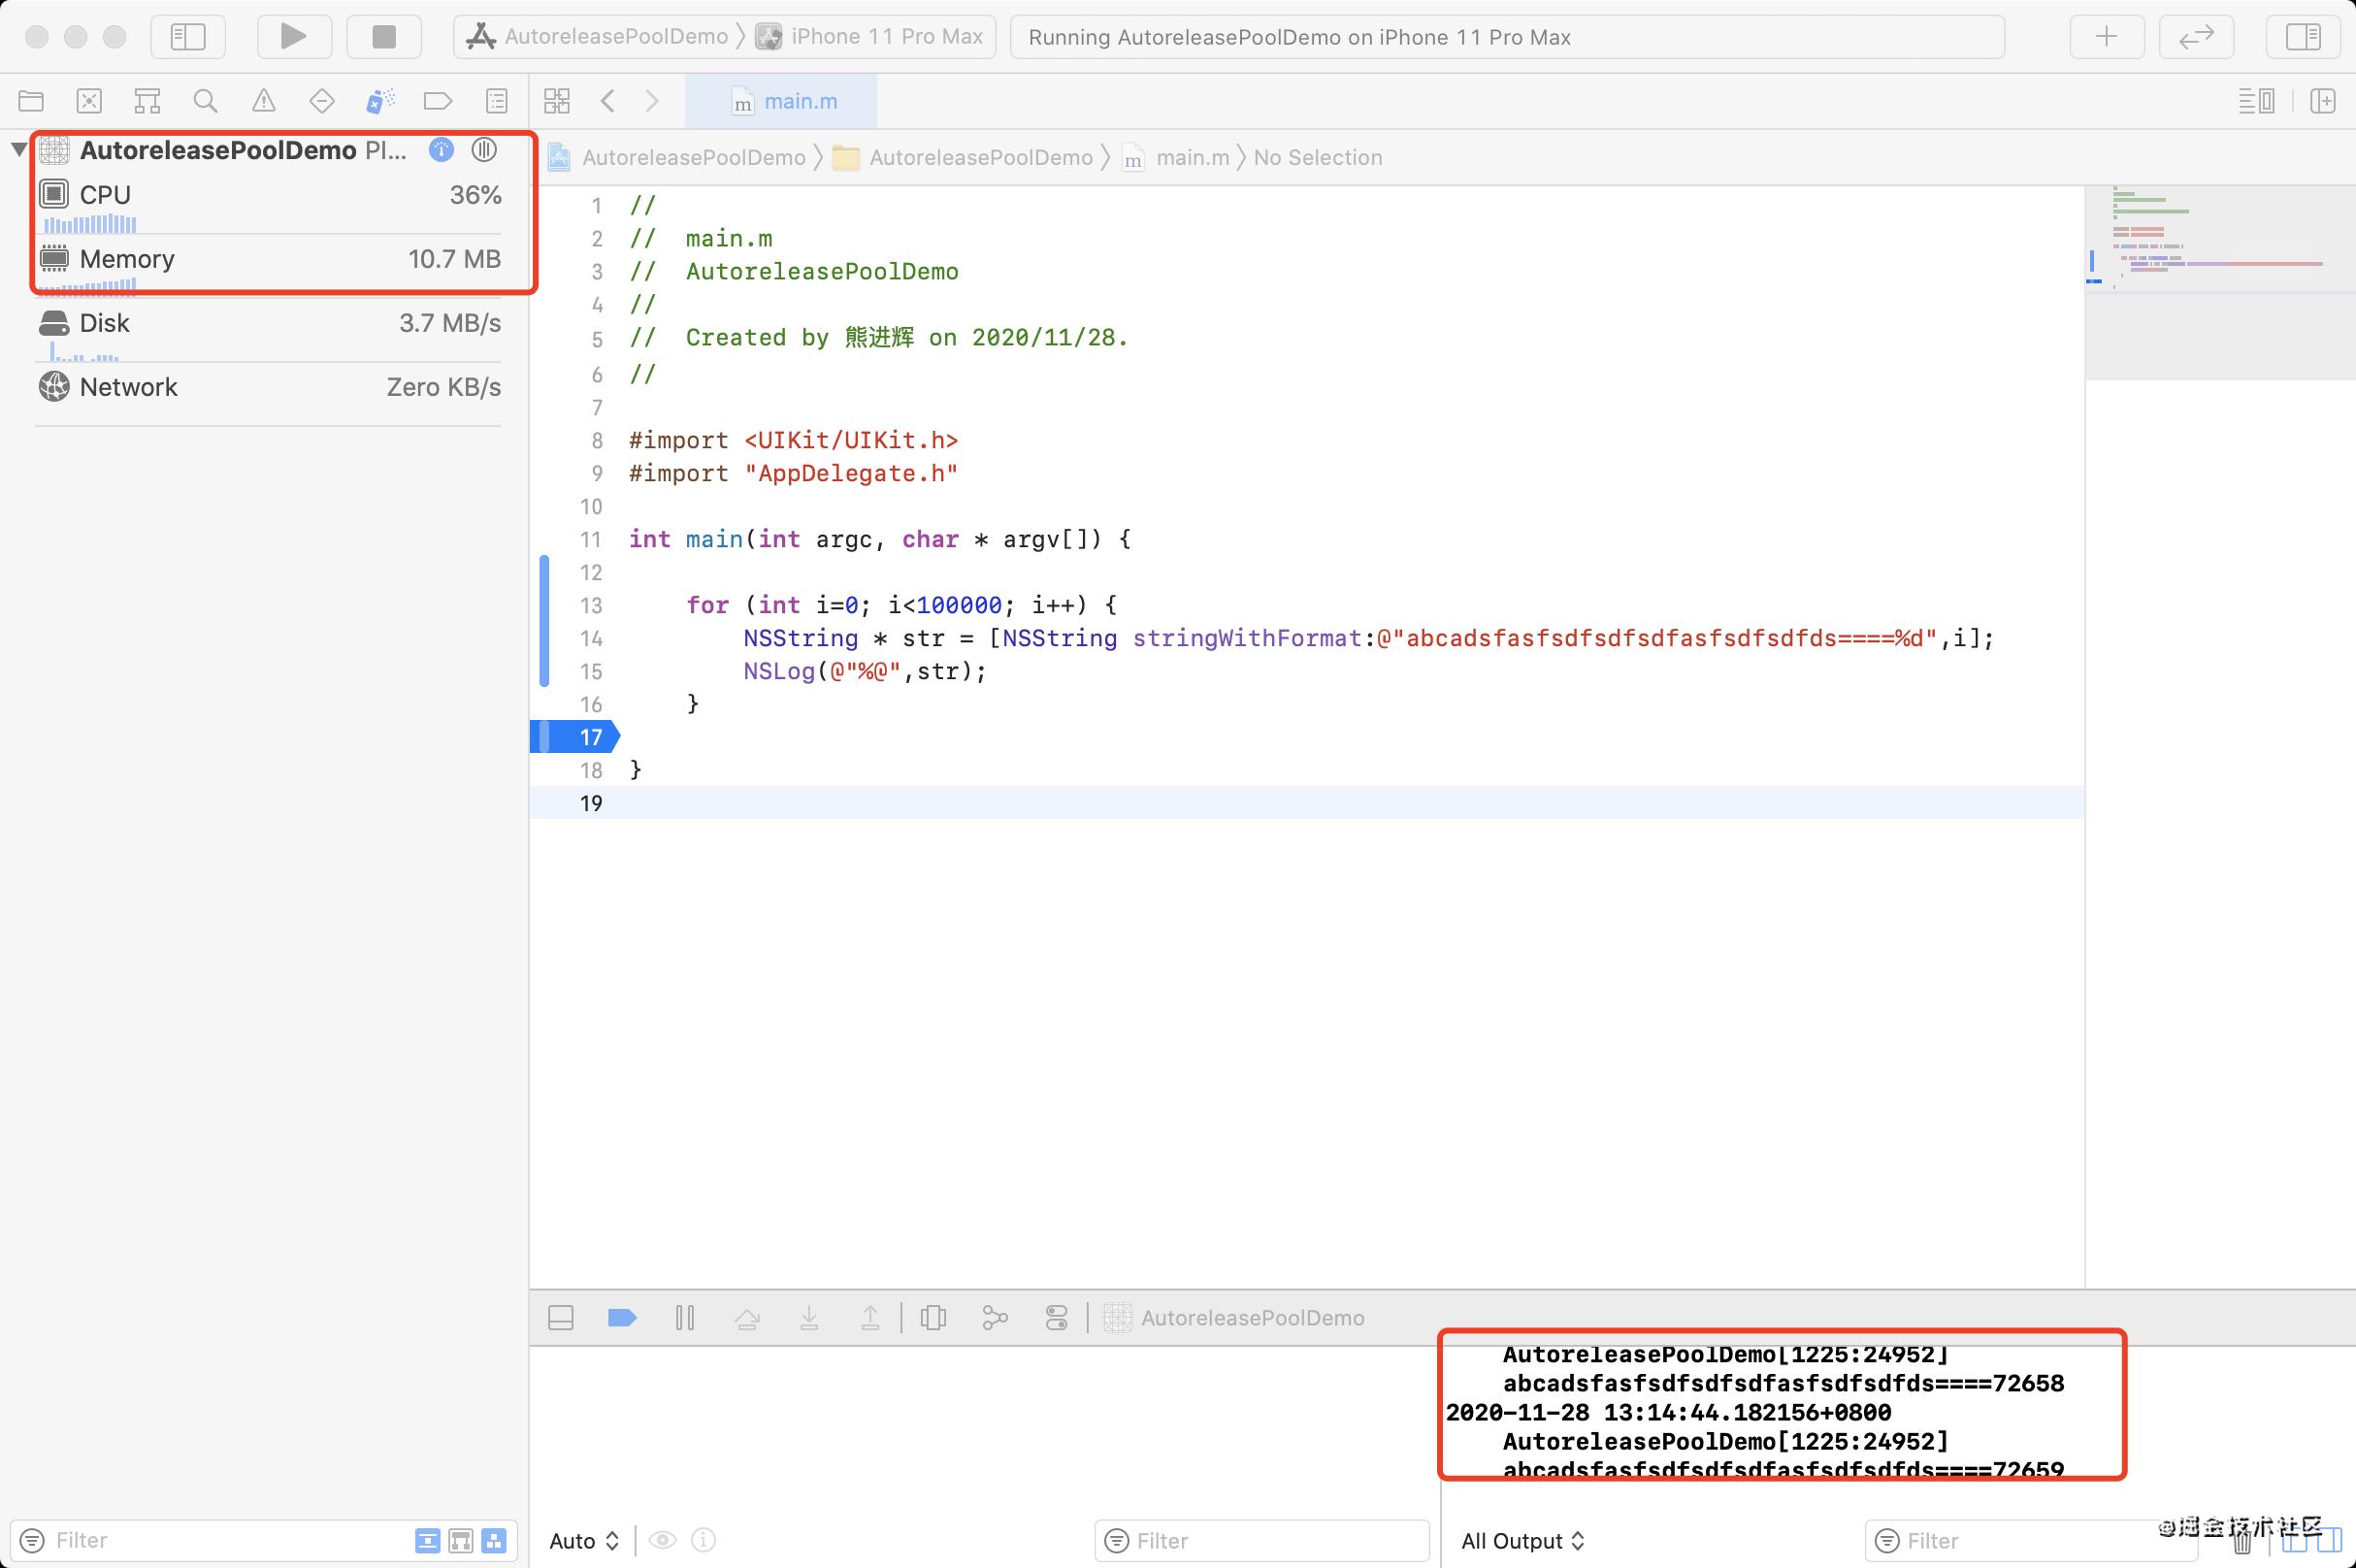 AutoreleasePoolDemo 〉 iPhone 11 Pro Max
Running AutoreleasePoolDemo on iPhone 11 Pro Max
m main.m
AutoreleasePoolDemo PI...
CPU 36%
Memory 10.7 MB
Disk 3.7 MB/s
Network Zero KB/s
AutoreleasePoolDemo 〉 AutoreleasePoolDemo 〉 m main.m 〉 No Selection
1 //
2 //  main.m
3 //  AutoreleasePoolDemo
4 //
5 //  Created by 熊进辉 on 2020/11/28.
6 //
7
8 #import <UIKit/UIKit.h>
9 #import "AppDelegate.h"
10
11 int main(int argc, char * argv[]) {
12
13     for (int i=0; i<100000; i++) {
14         NSString * str = [NSString stringWithFormat:@"abcadsfasfsdfsdfsdfasfsdfsdfds====%d",i];
15         NSLog(@"%@",str);
16     }
17
18 }
19
AutoreleasePoolDemo
AutoreleasePoolDemo[1225:24952]
abcadsfasfsdfsdfsdfasfsdfsdfds====72658
2020-11-28 13:14:44.182156+0800
AutoreleasePoolDemo[1225:24952]
abcadsfasfsdfsdfsdfasfsdfsdfds====72659
Filter
Auto
Filter
All Output
Filter
@掘金技术社区